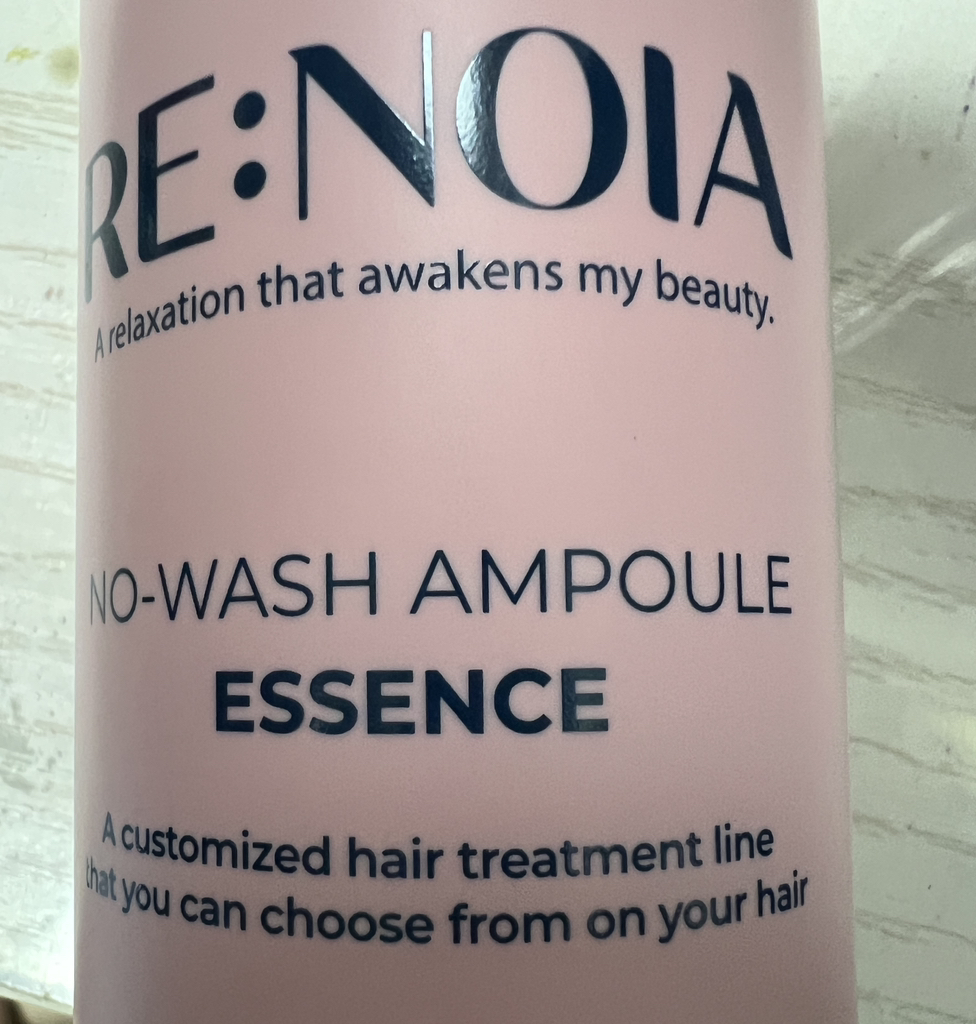 RE:NOIA
A relaxation that awakens my beauty.
NO-WASH AMPOULE
ESSENCE
A customized hair treatment line
that you can choose from on your hair